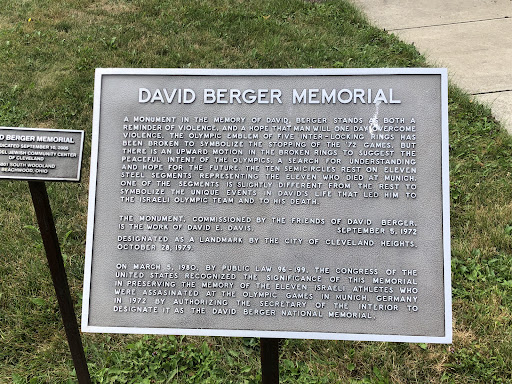 DAVID BERGER MEMORIAL
A MONUMENT IN THE MEMORY OF DAVID BERGER STANDS AS BOTH A
REMINDER OF VIOLENCE, AND A HOPE THAT MAN WILL ONE DAY OVERCOME
VIOLENCE. THE OLYMPIC EMBLEM OF FIVE INTER-LOCKING RINGS HAS
BEEN BROKEN TO SYMBOLIZE THE STOPPING OF THE '72 GAMES. BUT
THERE IS AN UPWARD MOTION IN THE BROKEN RINGS TO SUGGEST THE
PEACEFUL INTENT OF THE OLYMPICS, A SEARCH FOR UNDERSTANDING
AND HOPE FOR THE FUTURE. THE TEN SEMICIRCLES REST ON ELEVEN
STEEL SEGMENTS REPRESENTING THE ELEVEN WHO DIED AT MUNICH.
ONE OF THE SEGMENTS IS SLIGHTLY DIFFERENT FROM THE REST TO
SYMBOLIZE THE UNIQUE EVENTS IN DAVID'S LIFE THAT LED HIM TO
THE ISRAELI OLYMPIC TEAM AND TO HIS DEATH.
THE MONUMENT, COMMISSIONED BY THE FRIENDS OF DAVID BERGER,
IS THE WORK OF DAVID E. DAVIS. SEPTEMBER 5, 1972
DESIGNATED AS A LANDMARK BY THE CITY OF CLEVELAND HEIGHTS,
OCTOBER 28, 1979.
ON MARCH 5, 1980, BY PUBLIC LAW 96-199, THE CONGRESS OF THE
UNITED STATES RECOGNIZED THE SIGNIFICANCE OF THIS MEMORIAL
IN PRESERVING THE MEMORY OF THE ELEVEN ISRAELI ATHLETES WHO
WERE ASSASINATED AT THE OLYMPIC GAMES IN MUNICH, GERMANY
IN 1972 BY AUTHORIZING THE SECRETARY OF THE INTERIOR TO
DESIGNATE IT AS THE DAVID BERGER NATIONAL MEMORIAL.
D BERGER MEMORIAL
DICATED SEPTEMBER
DEL JEWISH COMMUNITY CENTER
OF CLEVELAND
SOUTH WOODLAND
BEACHWOOD, OHIO